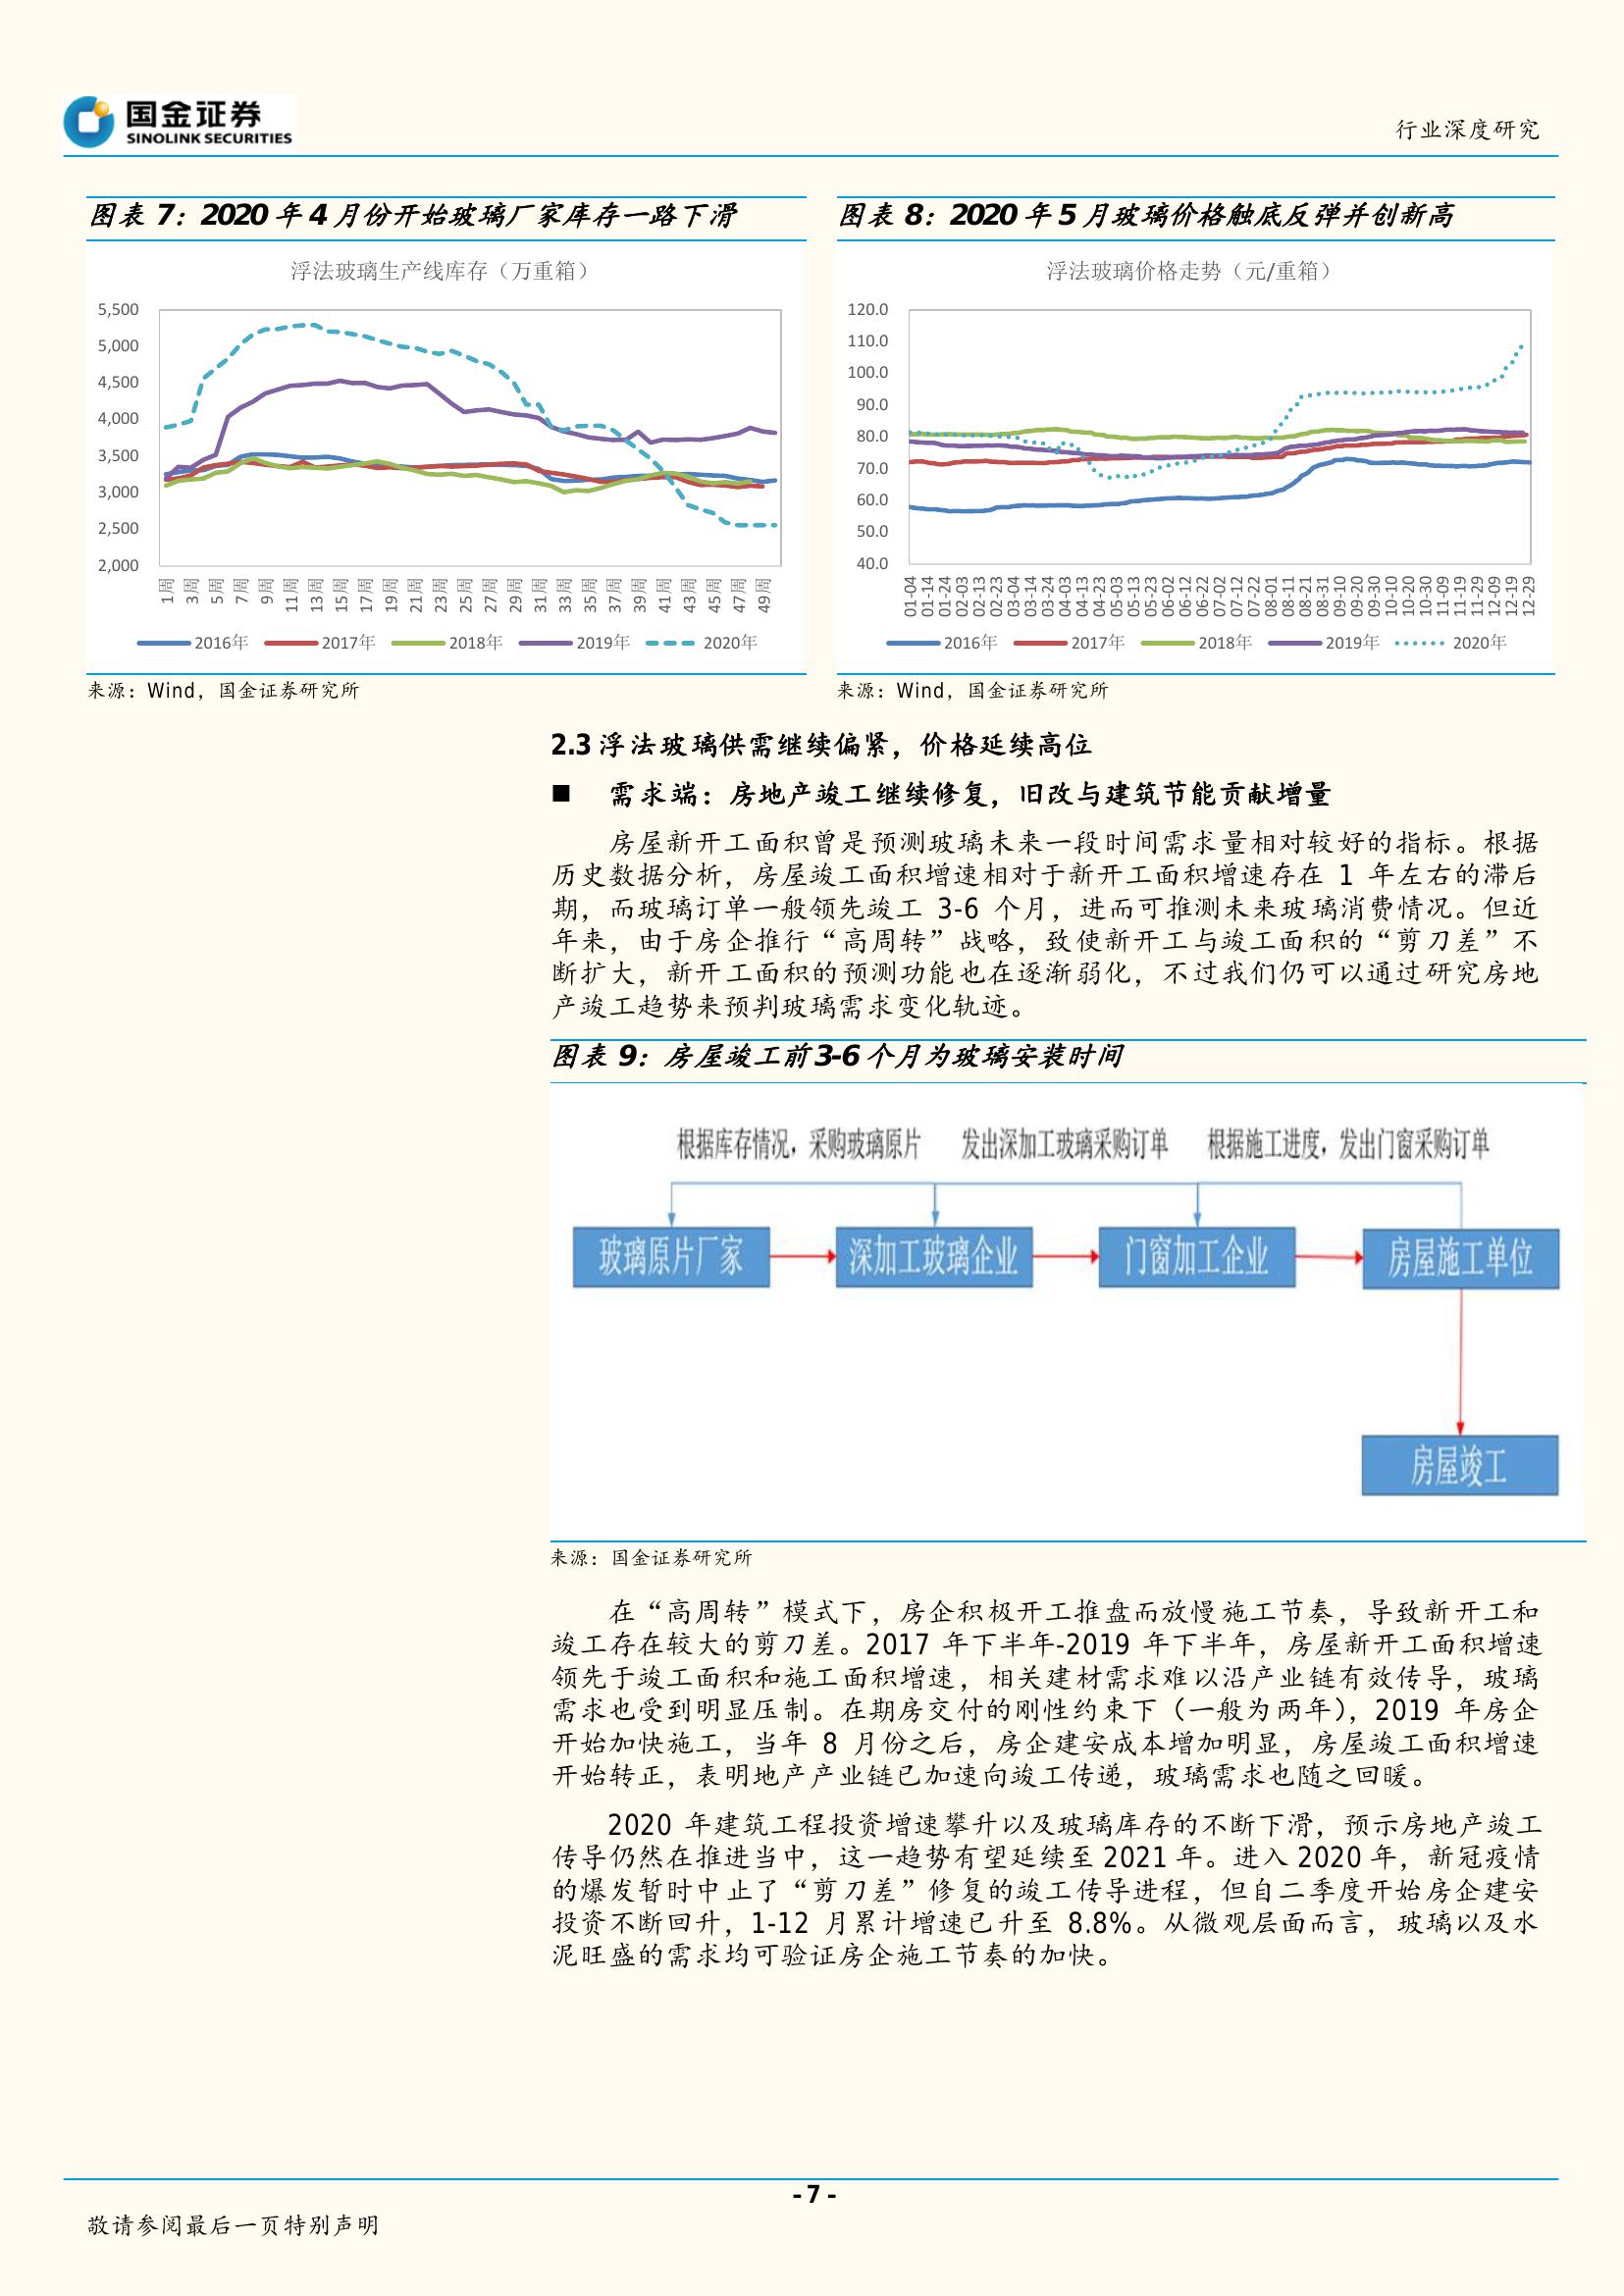 国金证券
SINOLINK SECURITIES
行业深度研究
图表 7：2020 年 4 月份开始玻璃厂家库存一路下滑
浮法玻璃生产线库存（万重箱）
5,500
5,000
4,500
4,000
3,500
3,000
2,500
2,000
1周 3周 5周 7周 9周 11周 13周 15周 17周 19周 21周 23周 25周 27周 29周 31周 33周 35周 37周 39周 41周 43周 45周 47周 49周
2016年 2017年 2018年 2019年 2020年
来源：Wind，国金证券研究所
图表 8：2020 年 5 月玻璃价格触底反弹并创新高
浮法玻璃价格走势（元/重箱）
120.0
110.0
100.0
90.0
80.0
70.0
60.0
50.0
40.0
01-04 01-14 01-24 02-03 02-13 02-23 03-04 03-14 03-24 04-03 04-13 04-23 05-03 05-13 05-23 06-02 06-12 06-22 07-02 07-12 07-22 08-01 08-11 08-21 08-31 09-10 09-20 09-30 10-10 10-20 10-30 11-09 11-19 11-29 12-09 12-19 12-29
2016年 2017年 2018年 2019年 2020年
来源：Wind，国金证券研究所
2.3 浮法玻璃供需继续偏紧，价格延续高位
■ 需求端：房地产竣工继续修复，旧改与建筑节能贡献增量
房屋新开工面积曾是预测玻璃未来一段时间需求量相对较好的指标。根据
历史数据分析，房屋竣工面积增速相对于新开工面积增速存在 1 年左右的滞后
期，而玻璃订单一般领先竣工 3-6 个月，进而可推测未来玻璃消费情况。但近
年来，由于房企推行“高周转”战略，致使新开工与竣工面积的“剪刀差”不
断扩大，新开工面积的预测功能也在逐渐弱化，不过我们仍可以通过研究房地
产竣工趋势来预判玻璃需求变化轨迹。
图表 9：房屋竣工前 3-6 个月为玻璃安装时间
根据库存情况，采购玻璃原片 发出深加工玻璃采购订单 根据施工进度，发出门窗采购订单
玻璃原片厂家 深加工玻璃企业 门窗加工企业 房屋施工单位
房屋竣工
来源：国金证券研究所
在“高周转”模式下，房企积极开工推盘而放慢施工节奏，导致新开工和
竣工存在较大的剪刀差。2017 年下半年-2019 年下半年，房屋新开工面积增速
领先于竣工面积和施工面积增速，相关建材需求难以沿产业链有效传导，玻璃
需求也受到明显压制。在期房交付的刚性约束下（一般为两年），2019 年房企
开始加快施工，当年 8 月份之后，房企建安成本增加明显，房屋竣工面积增速
开始转正，表明地产产业链已加速向竣工传递，玻璃需求也随之回暖。
2020 年建筑工程投资增速攀升以及玻璃库存的不断下滑，预示房地产竣工
传导仍然在推进当中，这一趋势有望延续至 2021 年。进入 2020 年，新冠疫情
的爆发暂时中止了“剪刀差”修复的竣工传导进程，但自二季度开始房企建安
投资不断回升，1-12 月累计增速已升至 8.8%。从微观层面而言，玻璃以及水
泥旺盛的需求均可验证房企施工节奏的加快。
- 7 -
敬请参阅最后一页特别声明